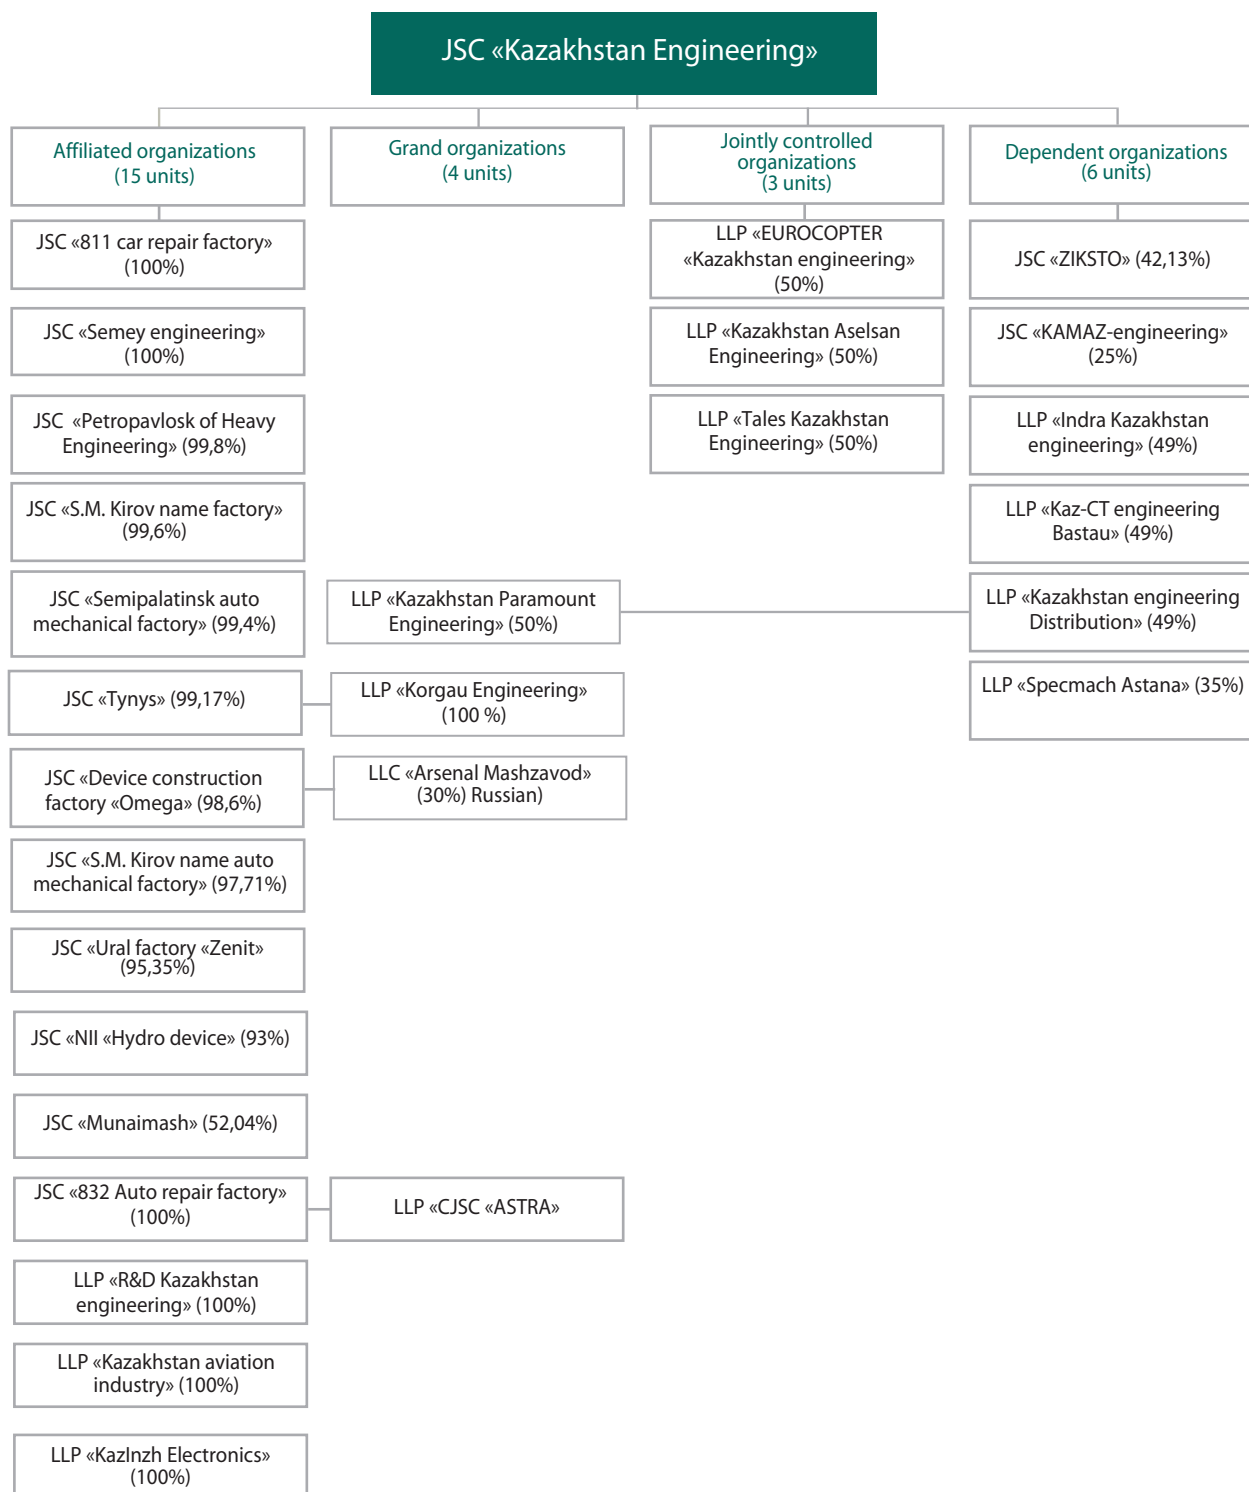 JSC «Kazakhstan Engineering»
Affiliated organizations
(15 units)
Grand organizations
(4 units)
Jointly controlled
organizations
(3 units)
Dependent organizations
(6 units)
JSC «811 car repair factory»
(100%)
JSC «Semey engineering»
(100%)
JSC «Petropavlosk of Heavy
Engineering» (99,8%)
JSC «S.M. Kirov name factory»
(99,6%)
JSC «Semipalatinsk auto
mechanical factory» (99,4%)
JSC «Tynys» (99,17%)
JSC «Device construction
factory «Omega» (98,6%)
JSC «S.M. Kirov name auto
mechanical factory» (97,71%)
JSC «Ural factory «Zenit»
(95,35%)
JSC «NII «Hydro device» (93%)
JSC «Munaimash» (52,04%)
JSC «832 Auto repair factory»
(100%)
LLP «R&D Kazakhstan
engineering» (100%)
LLP «Kazakhstan aviation
industry» (100%)
LLP «KazInzh Electronics»
(100%)
LLP «Kazakhstan Paramount
Engineering» (50%)
LLP «Korgau Engineering»
(100 %)
LLC «Arsenal Mashzavod»
(30%) Russian)
LLP «CJSC «ASTRA»
LLP «EUROCOPTER
«Kazakhstan engineering»
(50%)
LLP «Kazakhstan Aselsan
Engineering» (50%)
LLP «Tales Kazakhstan
Engineering» (50%)
JSC «ZIKSTO» (42,13%)
JSC «KAMAZ-engineering»
(25%)
LLP «Indra Kazakhstan
engineering» (49%)
LLP «Kaz-CT engineering
Bastau» (49%)
LLP «Kazakhstan engineering
Distribution» (49%)
LLP «Specmach Astana» (35%)